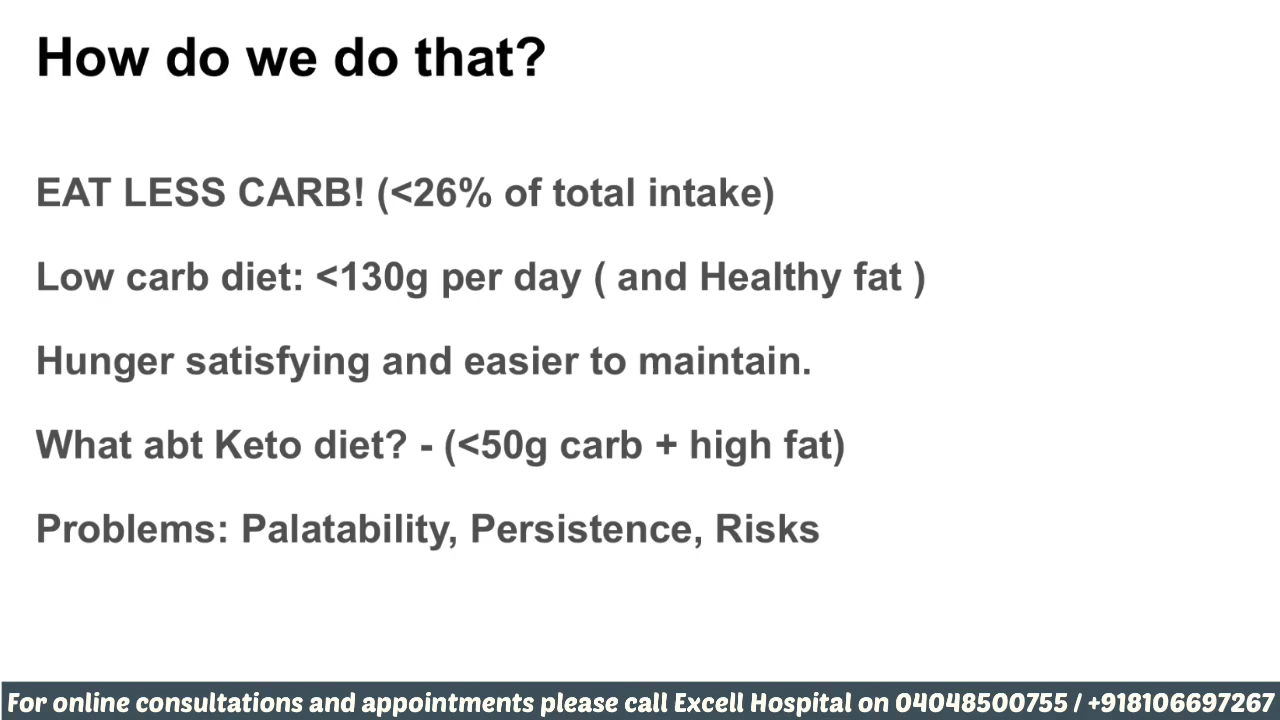 How do we do that?
EAT LESS CARB! (<26% of total intake)
Low carb diet: <130g per day ( and Healthy fat )
Hunger satisfying and easier to maintain.
What abt Keto diet? - (<50g carb + high fat)
Problems: Palatability, Persistence, Risks
For online consultations and appointments please call Excell Hospital on 04048500755 / +918106697267